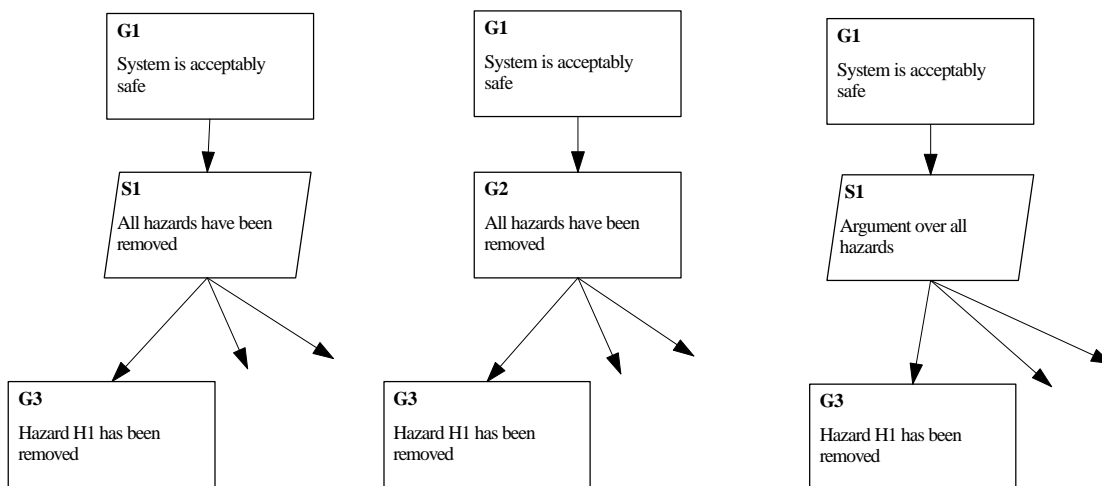 G1
System is acceptably
safe
S1
All hazards have been
removed
G3
Hazard H1 has been
removed
G1
System is acceptably
safe
G2
All hazards have been
removed
G3
Hazard H1 has been
removed
G1
System is acceptably
safe
S1
Argument over all
hazards
G3
Hazard H1 has been
removed